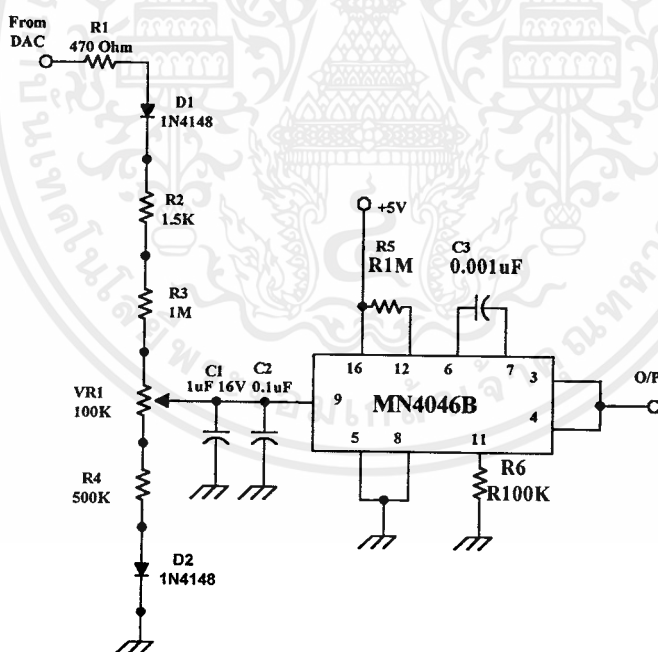 From
DAC
R1
470 Ohm
D1
1N4148
R2
1.5K
R3
1M
VR1
100K
R4
500K
D2
1N4148
C1
1uF 16V
C2
0.1uF
+5V
R5
R1M
C3
0.001uF
16
12
6
7
9
MN4046B
3
4
5
8
11
O/P
R6
R100K